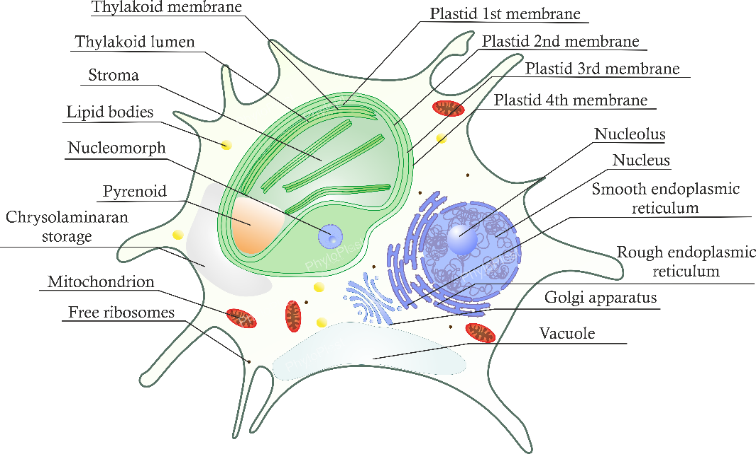 Thylakoid membrane
Thylakoid lumen
Stroma
Lipid bodies
Nucleomorph
Pyrenoid
Chrysolaminaran
storage
Mitochondrion
Free ribosomes
Plastid 1st membrane
Plastid 2nd membrane
Plastid 3rd membrane
Plastid 4th membrane
Nucleolus
Nucleus
Smooth endoplasmic
reticulum
Rough endoplasmic
reticulum
Golgi apparatus
Vacuole